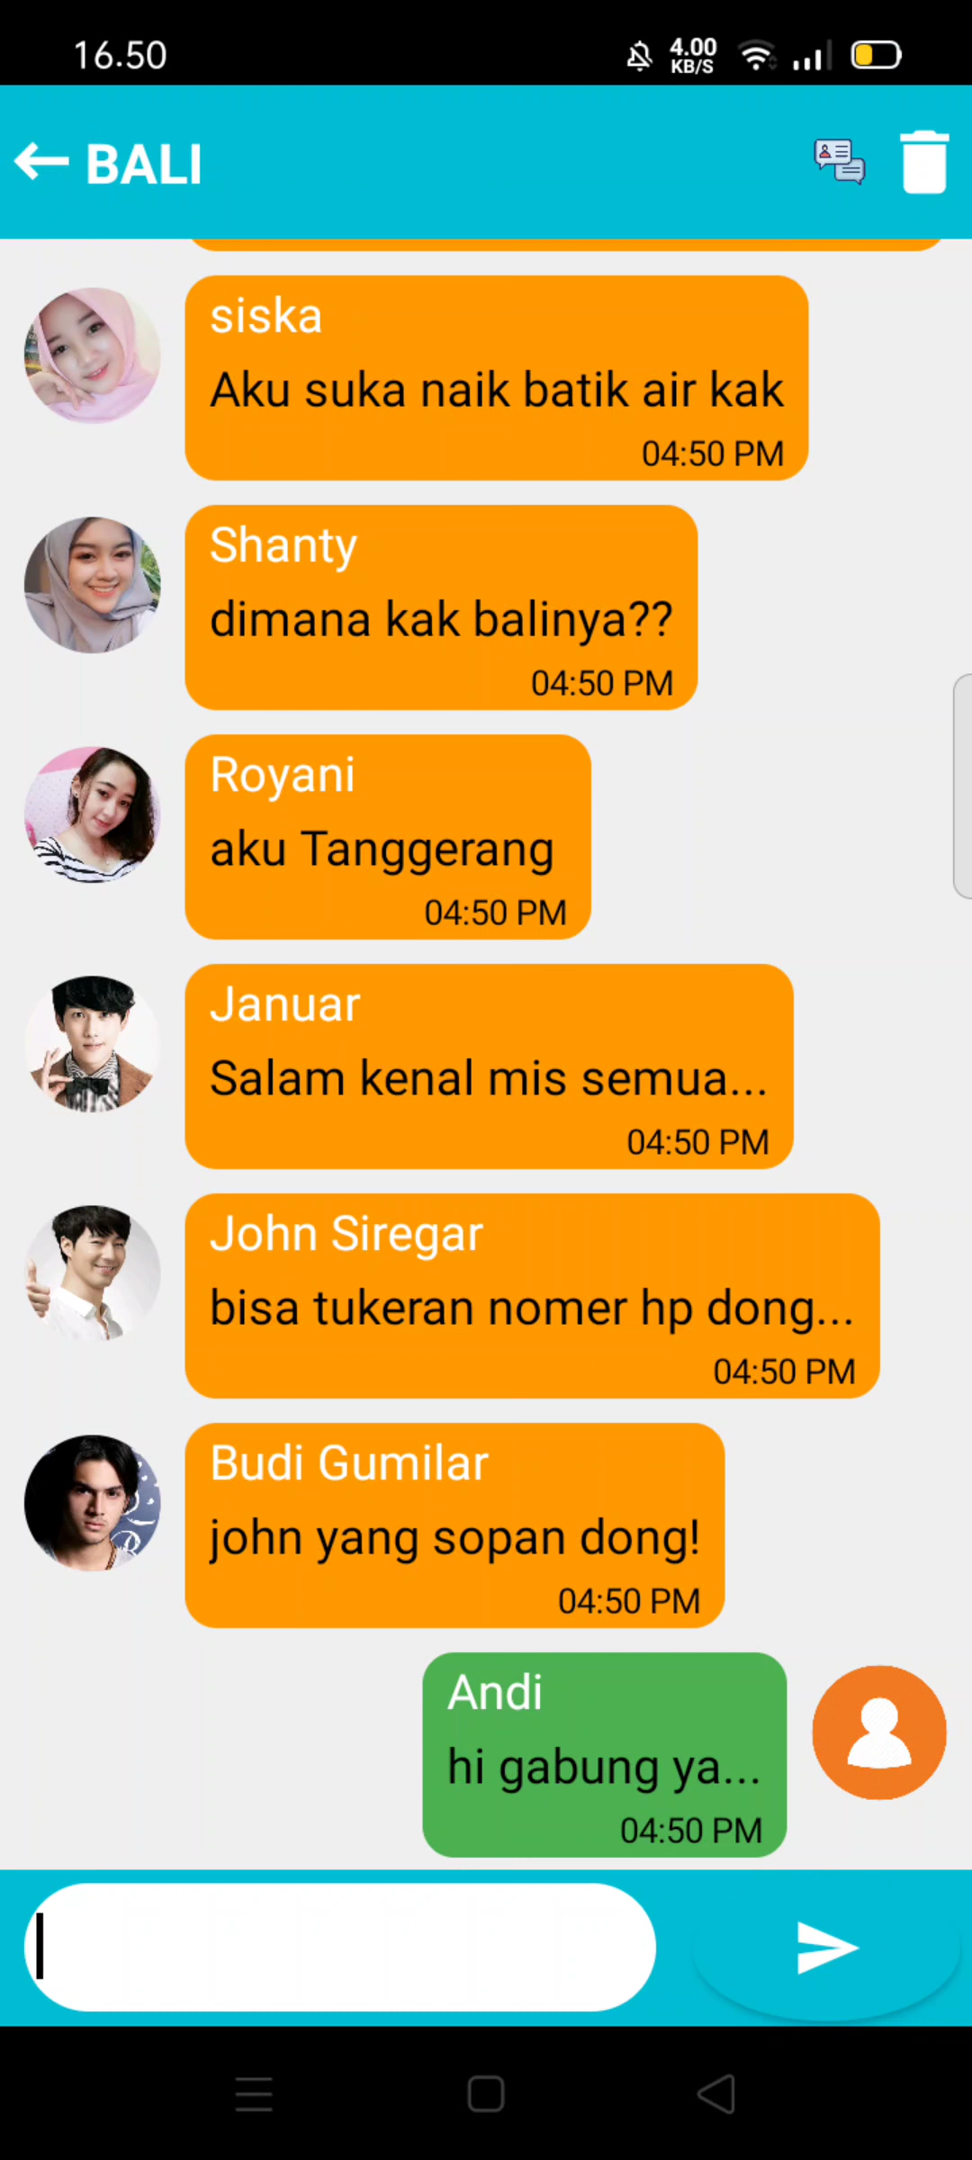 16.50
4.00
KB/S
BALI
siska
Aku suka naik batik air kak
04:50 PM
Shanty
dimana kak balinya??
04:50 PM
Royani
aku Tanggerang
04:50 PM
Januar
Salam kenal mis semua...
04:50 PM
John Siregar
bisa tukeran nomer hp dong...
04:50 PM
Budi Gumilar
john yang sopan dong!
04:50 PM
Andi
hi gabung ya...
04:50 PM